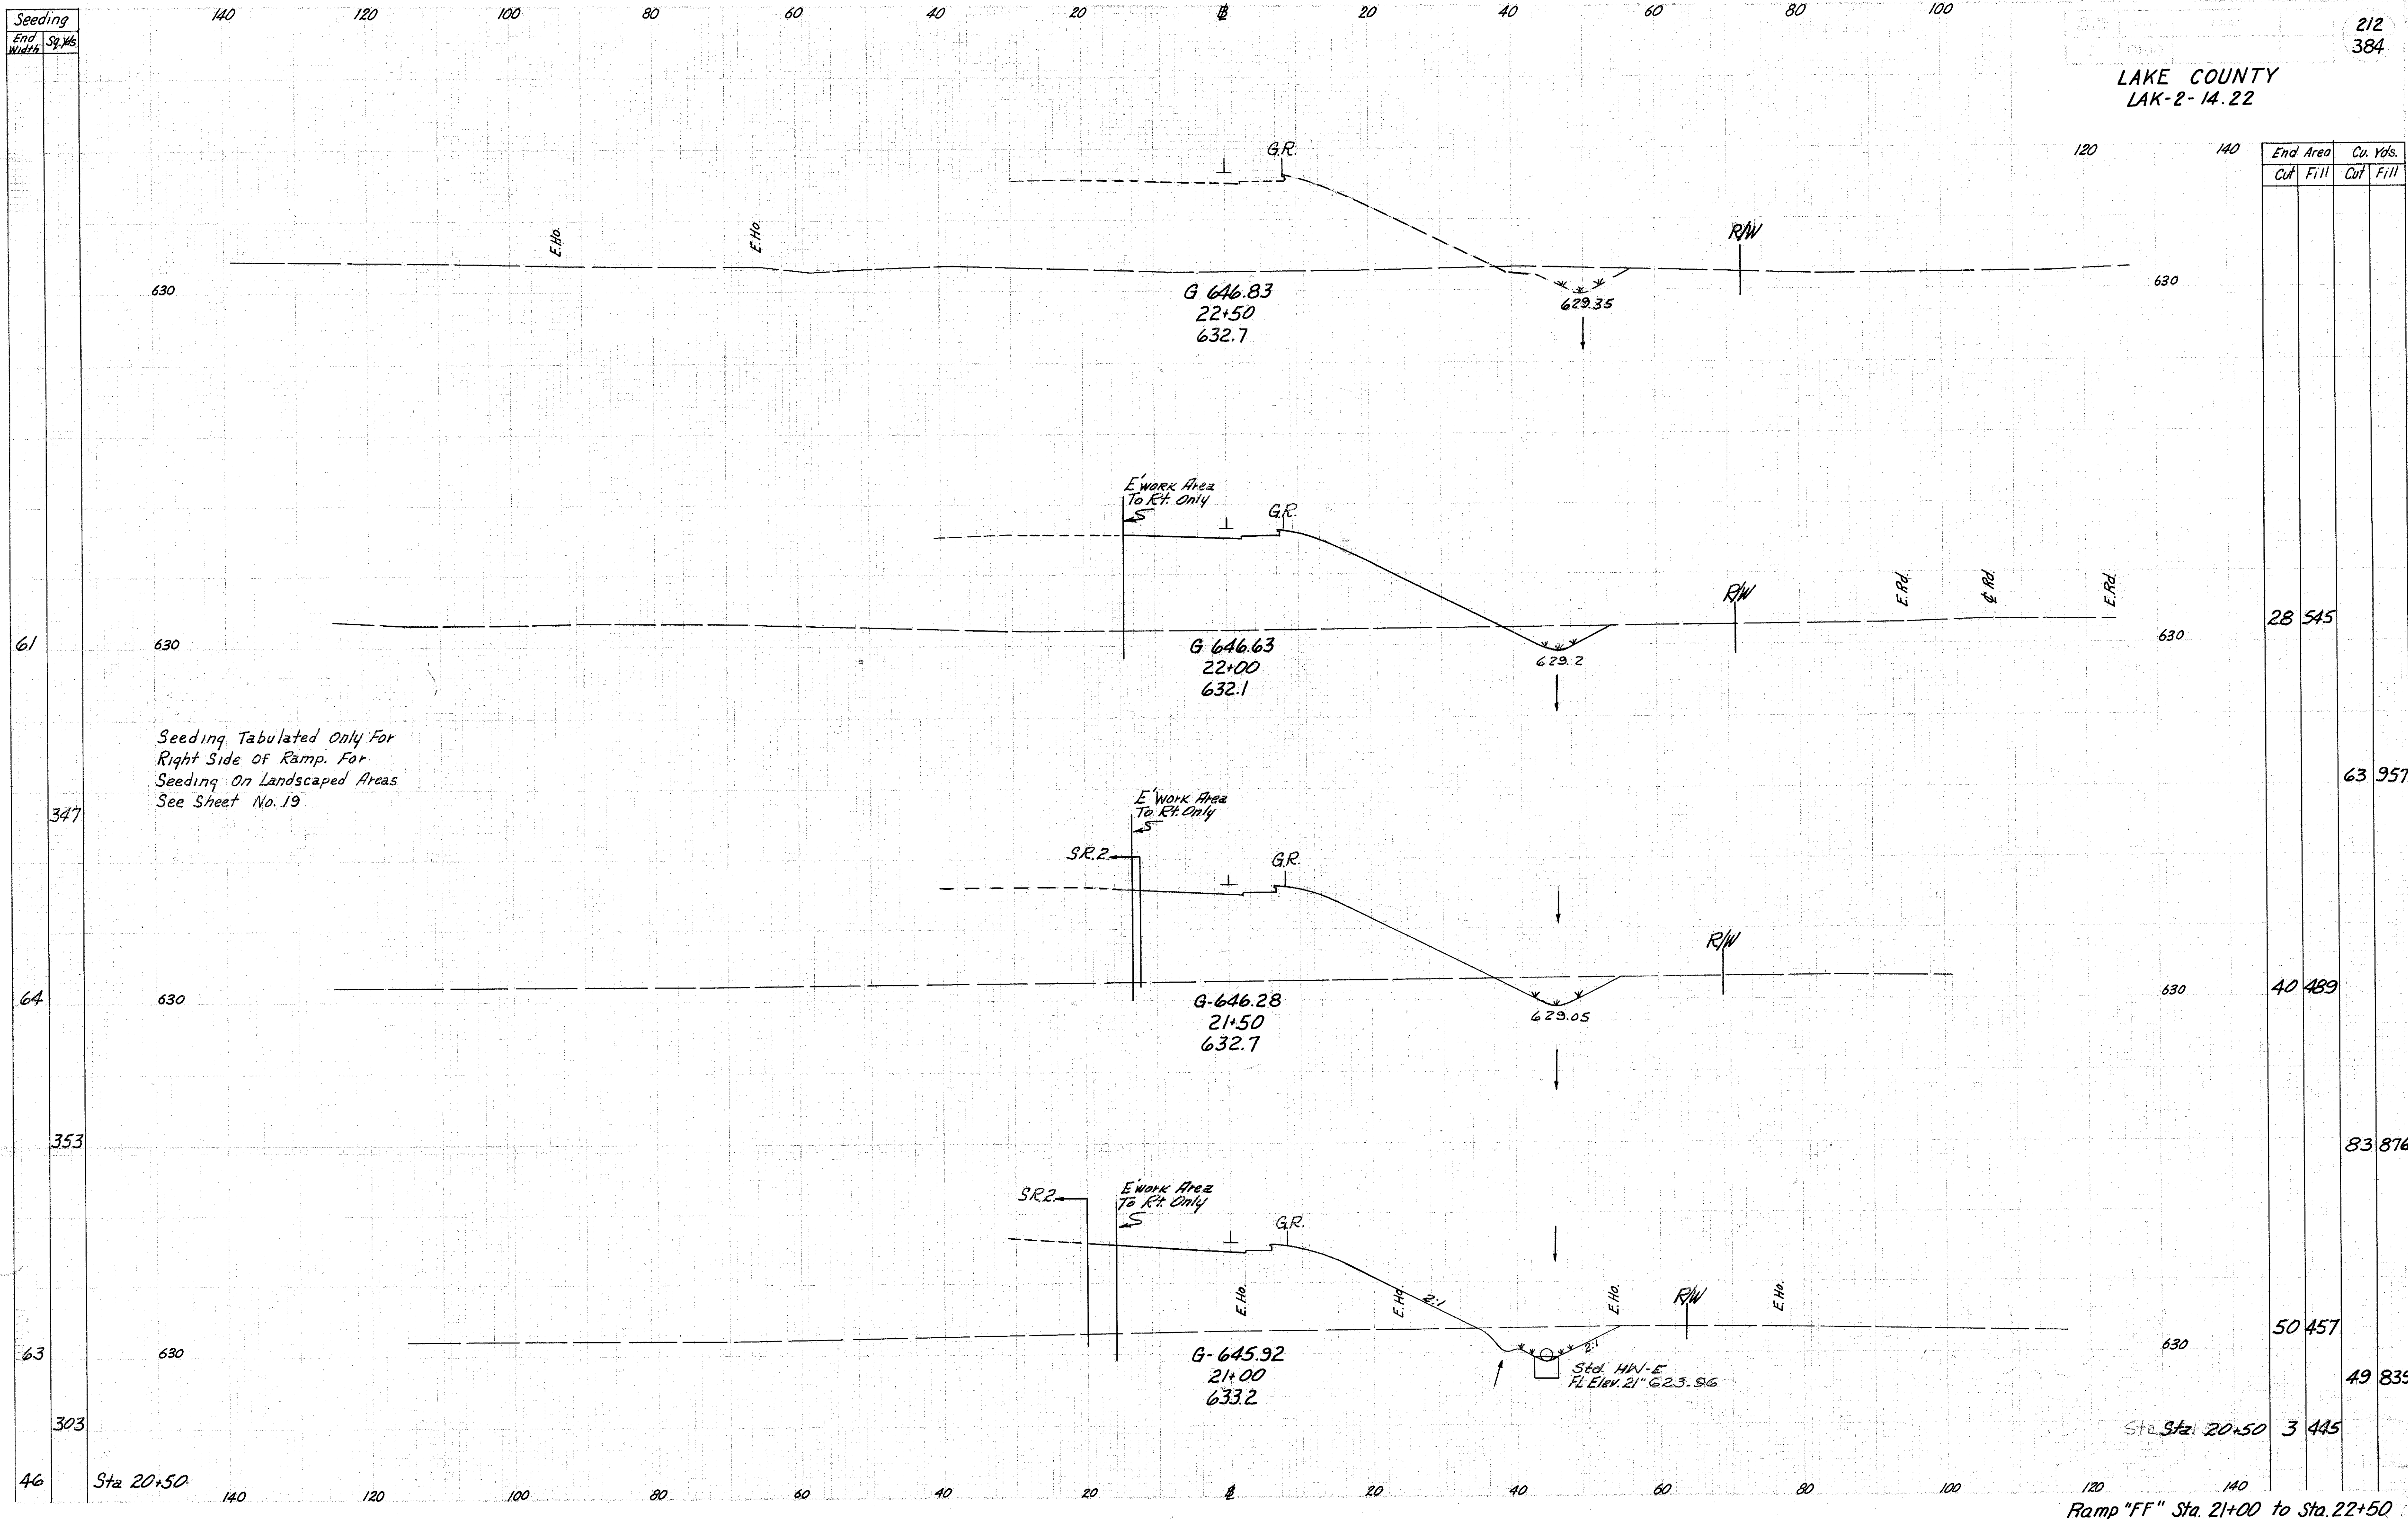 Seeding
End Width Sq. Yds.
140 120 100 80 60 40 20 ℄ 20 40 60 80 100
212
384
LAKE COUNTY
LAK-2-14.22
120 140
End Area Cu. Yds.
Cut Fill Cut Fill
G.R.
E.Ho. E.Ho. R/W
630 630
G 646.83
22+50
632.7
629.35
E'work Area
To Rt. Only
G.R.
R/W E.Rd. ℄ Rd. E.Rd.
28 545
61 630 630
G 646.63
22+00
632.1
629.2
Seeding Tabulated Only For
Right Side Of Ramp. For
Seeding On Landscaped Areas
See Sheet No. 19
63 957
347
E'work Area
To Rt. Only
S.R.2 G.R.
R/W
64 630 630 40 489
G-646.28
21+50
632.7
629.05
353 83 876
S.R.2
E'work Area
To Rt. Only
G.R.
E.Ho. E.Ho. 2:1 E.Ho. R/W E.Ho.
50 457
63 630 2:1 630
G-645.92
21+00
633.2
Std. HW-E
FL Elev. 21" 623.96
49 839
303 Sta. 20+50 3 445
46 Sta 20+50
140 120 100 80 60 40 20 ℄ 20 40 60 80 100 120 140
Ramp "FF" Sta. 21+00 to Sta. 22+50